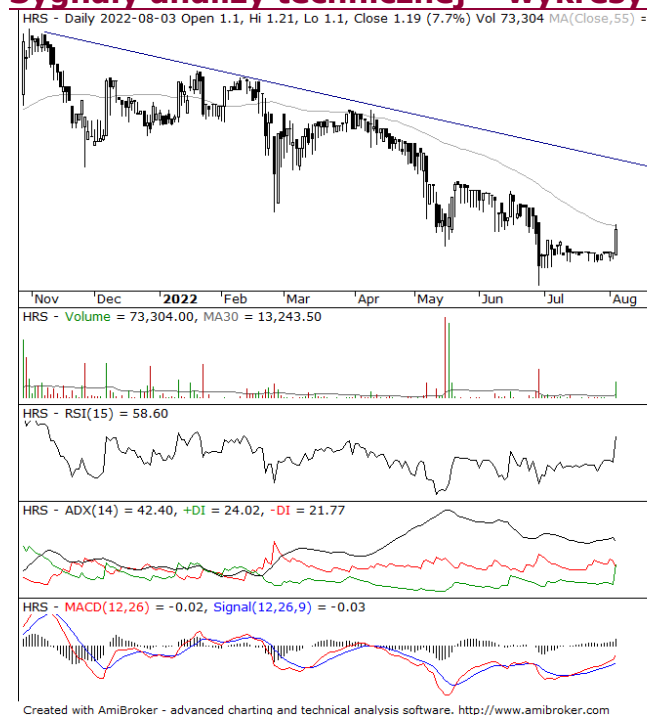 Sygnały analizy technicznej - wykresy
HRS - Daily 2022-08-03 Open 1.1, Hi 1.21, Lo 1.1, Close 1.19 (7.7%) Vol 73,304 MA(Close,55) =
Nov Dec 2022 Feb Mar Apr May Jun Jul Aug
HRS - Volume = 73,304.00, MA30 = 13,243.50
HRS - RSI(15) = 58.60
HRS - ADX(14) = 42.40, +DI = 24.02, -DI = 21.77
HRS - MACD(12,26) = -0.02, Signal(12,26,9) = -0.03
Created with AmiBroker - advanced charting and technical analysis software. http://www.amibroker.com